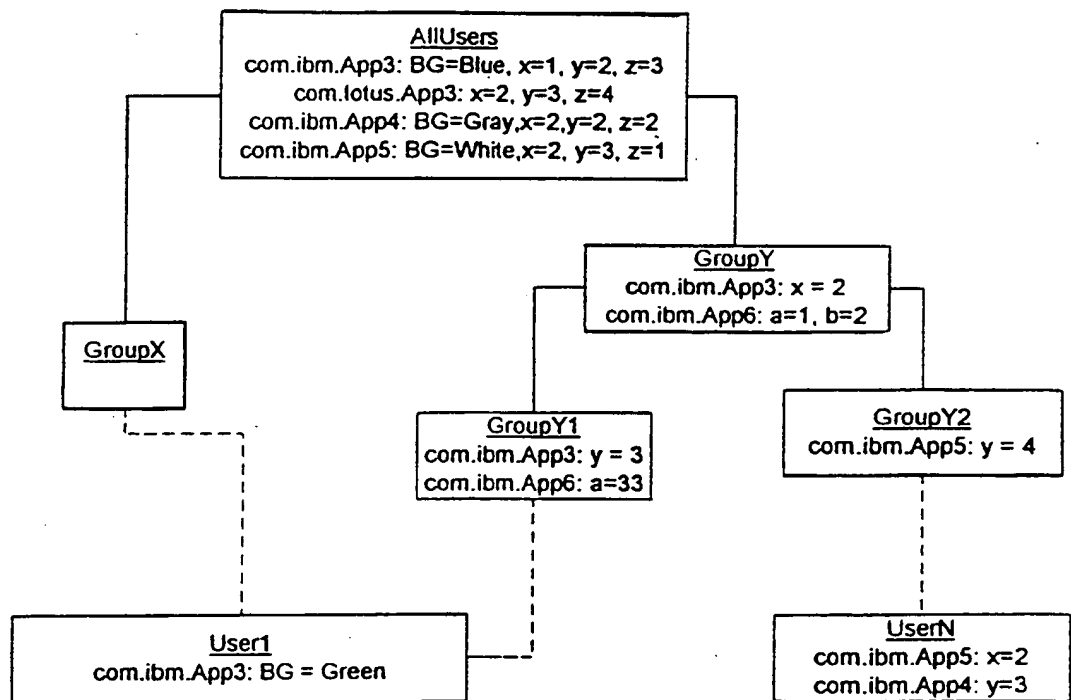 AllUsers
com.ibm.App3: BG=Blue, x=1, y=2, z=3
com.lotus.App3: x=2, y=3, z=4
com.ibm.App4: BG=Gray,x=2,y=2, z=2
com.ibm.App5: BG=White,x=2, y=3, z=1
GroupY
com.ibm.App3: x = 2
com.ibm.App6: a=1, b=2
GroupX
GroupY1
com.ibm.App3: y = 3
com.ibm.App6: a=33
GroupY2
com.ibm.App5: y = 4
User1
com.ibm.App3: BG = Green
UserN
com.ibm.App5: x=2
com.ibm.App4: y=3